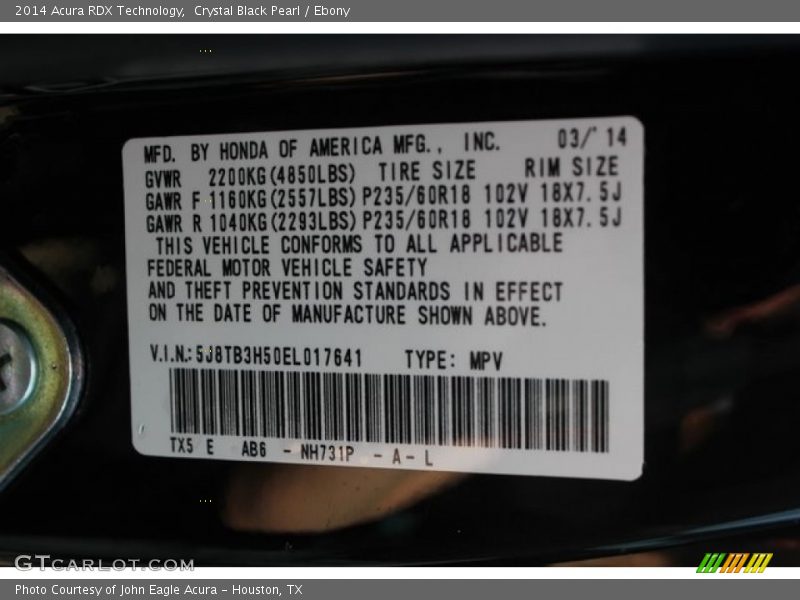 2014 Acura RDX Technology, Crystal Black Pearl / Ebony
MFD. BY HONDA OF AMERICA MFG., INC. 03/'14
GVWR 2200KG(4850LBS) TIRE SIZE RIM SIZE
GAWR F 1160KG(2557LBS) P235/60R18 102V 18X7.5J
GAWR R 1040KG(2293LBS) P235/60R18 102V 18X7.5J
THIS VEHICLE CONFORMS TO ALL APPLICABLE
FEDERAL MOTOR VEHICLE SAFETY
AND THEFT PREVENTION STANDARDS IN EFFECT
ON THE DATE OF MANUFACTURE SHOWN ABOVE.
V.I.N.: 5J8TB3H50EL017641 TYPE: MPV
TX5 E AB6 - NH731P - A - L
GTCARLOT.COM
Photo Courtesy of John Eagle Acura - Houston, TX